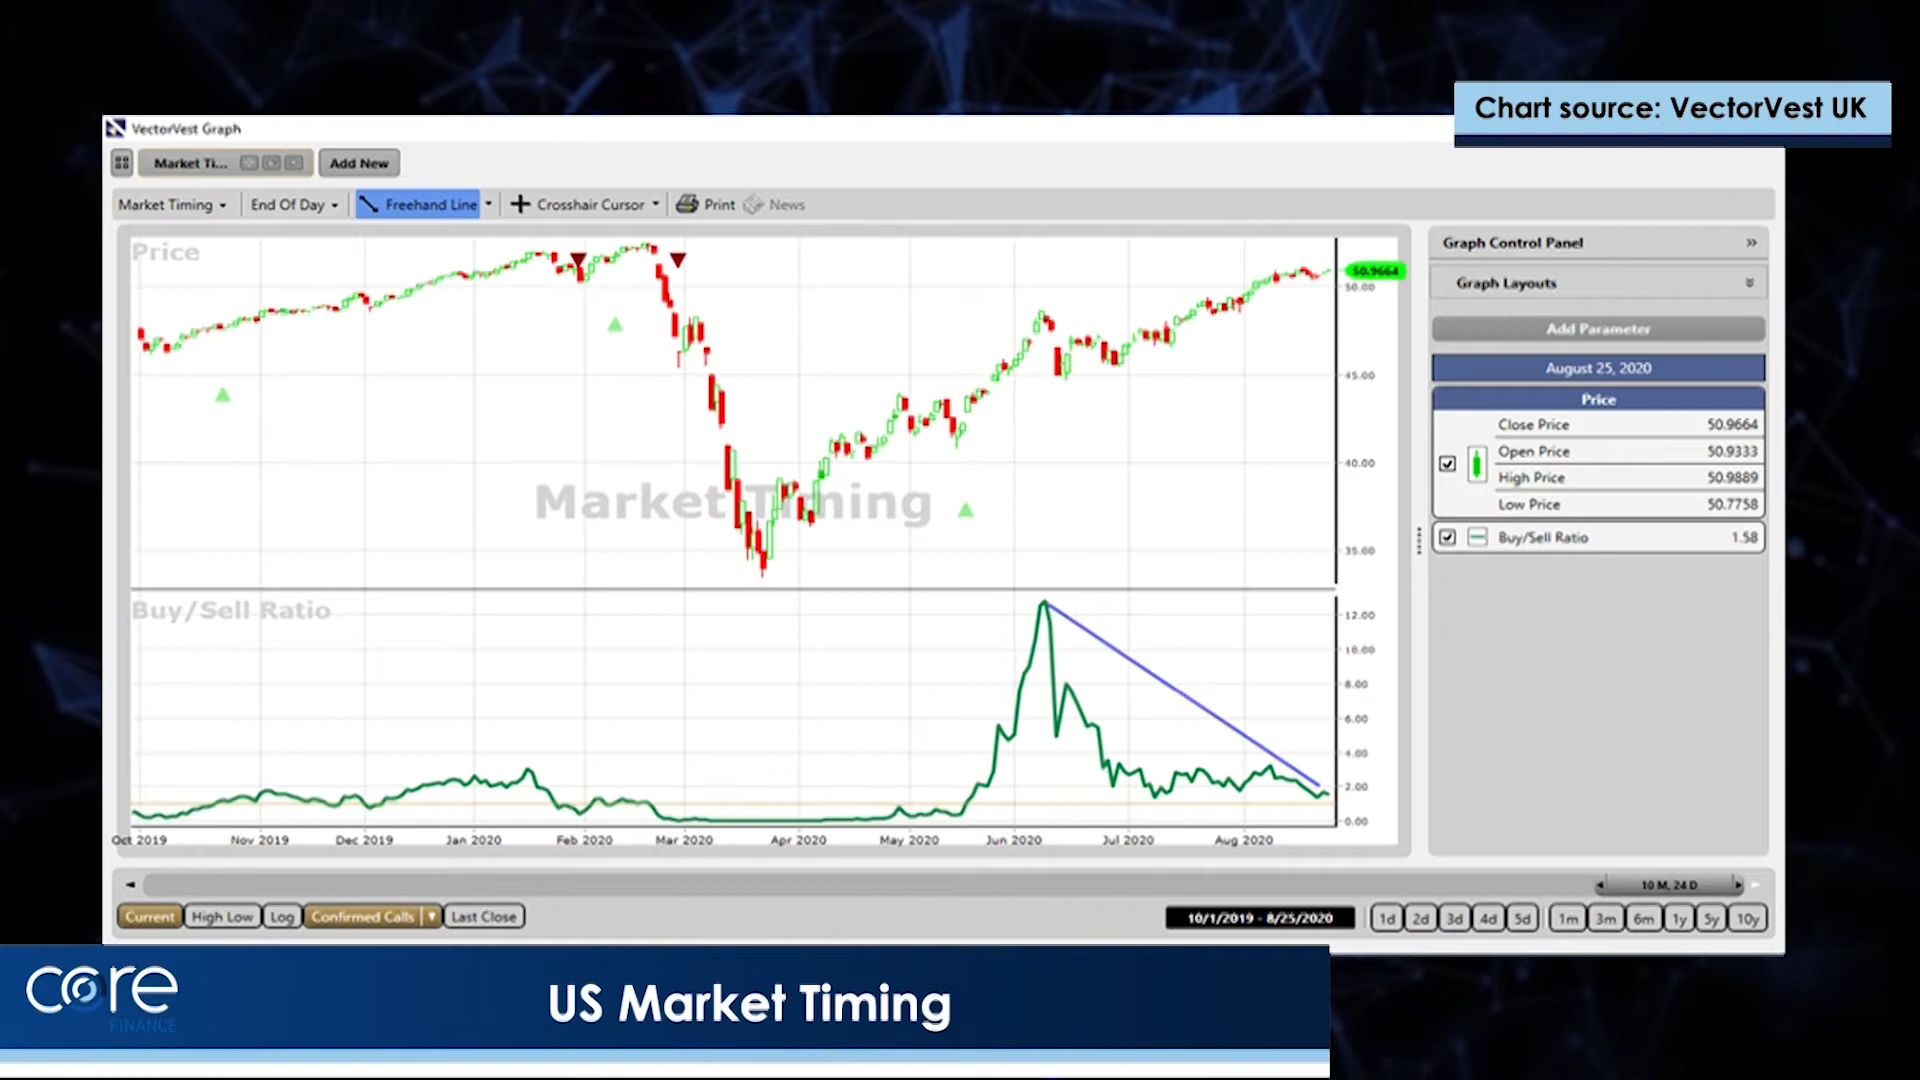 Chart source: VectorVest UK
VectorVest Graph
Market Ti...
Add New
Market Timing
End Of Day
Freehand Line
Crosshair Cursor
Print
News
Price
50.9664
50.00
45.00
40.00
35.00
Market Timing
Buy/Sell Ratio
12.00
10.00
8.00
6.00
4.00
2.00
0.00
Oct 2019
Nov 2019
Dec 2019
Jan 2020
Feb 2020
Mar 2020
Apr 2020
May 2020
Jun 2020
Jul 2020
Aug 2020
Graph Control Panel
Graph Layouts
Add Parameter
August 25, 2020
Price
Close Price 50.9664
Open Price 50.9333
High Price 50.9889
Low Price 50.7758
Buy/Sell Ratio 1.58
10 M, 24 D
Current
High Low
Log
Confirmed Calls
Last Close
10/1/2019 - 8/25/2020
1d 2d 3d 4d 5d 1m 3m 6m 1y 5y 10y
core
FINANCE
US Market Timing